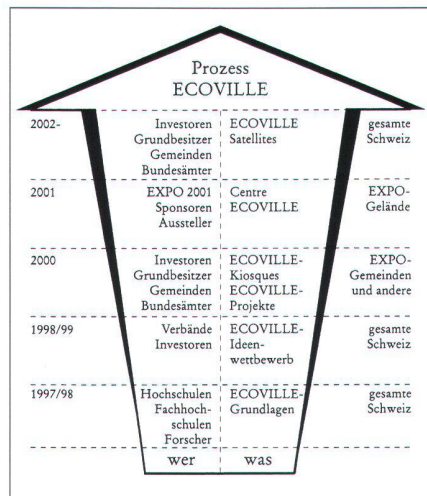 Prozess
ECOVILLE
2002-
Investoren
Grundbesitzer
Gemeinden
Bundesämter
ECOVILLE
Satellites
gesamte
Schweiz
2001
EXPO 2001
Sponsoren
Aussteller
Centre
ECOVILLE
EXPO-
Gelände
2000
Investoren
Grundbesitzer
Gemeinden
Bundesämter
ECOVILLE-
Kiosques
ECOVILLE-
Projekte
EXPO-
Gemeinden
und andere
1998/99
Verbände
Investoren
ECOVILLE-
Ideen-
wettbewerb
gesamte
Schweiz
1997/98
Hochschulen
Fachhoch-
schulen
Forscher
ECOVILLE-
Grundlagen
gesamte
Schweiz
wer
was